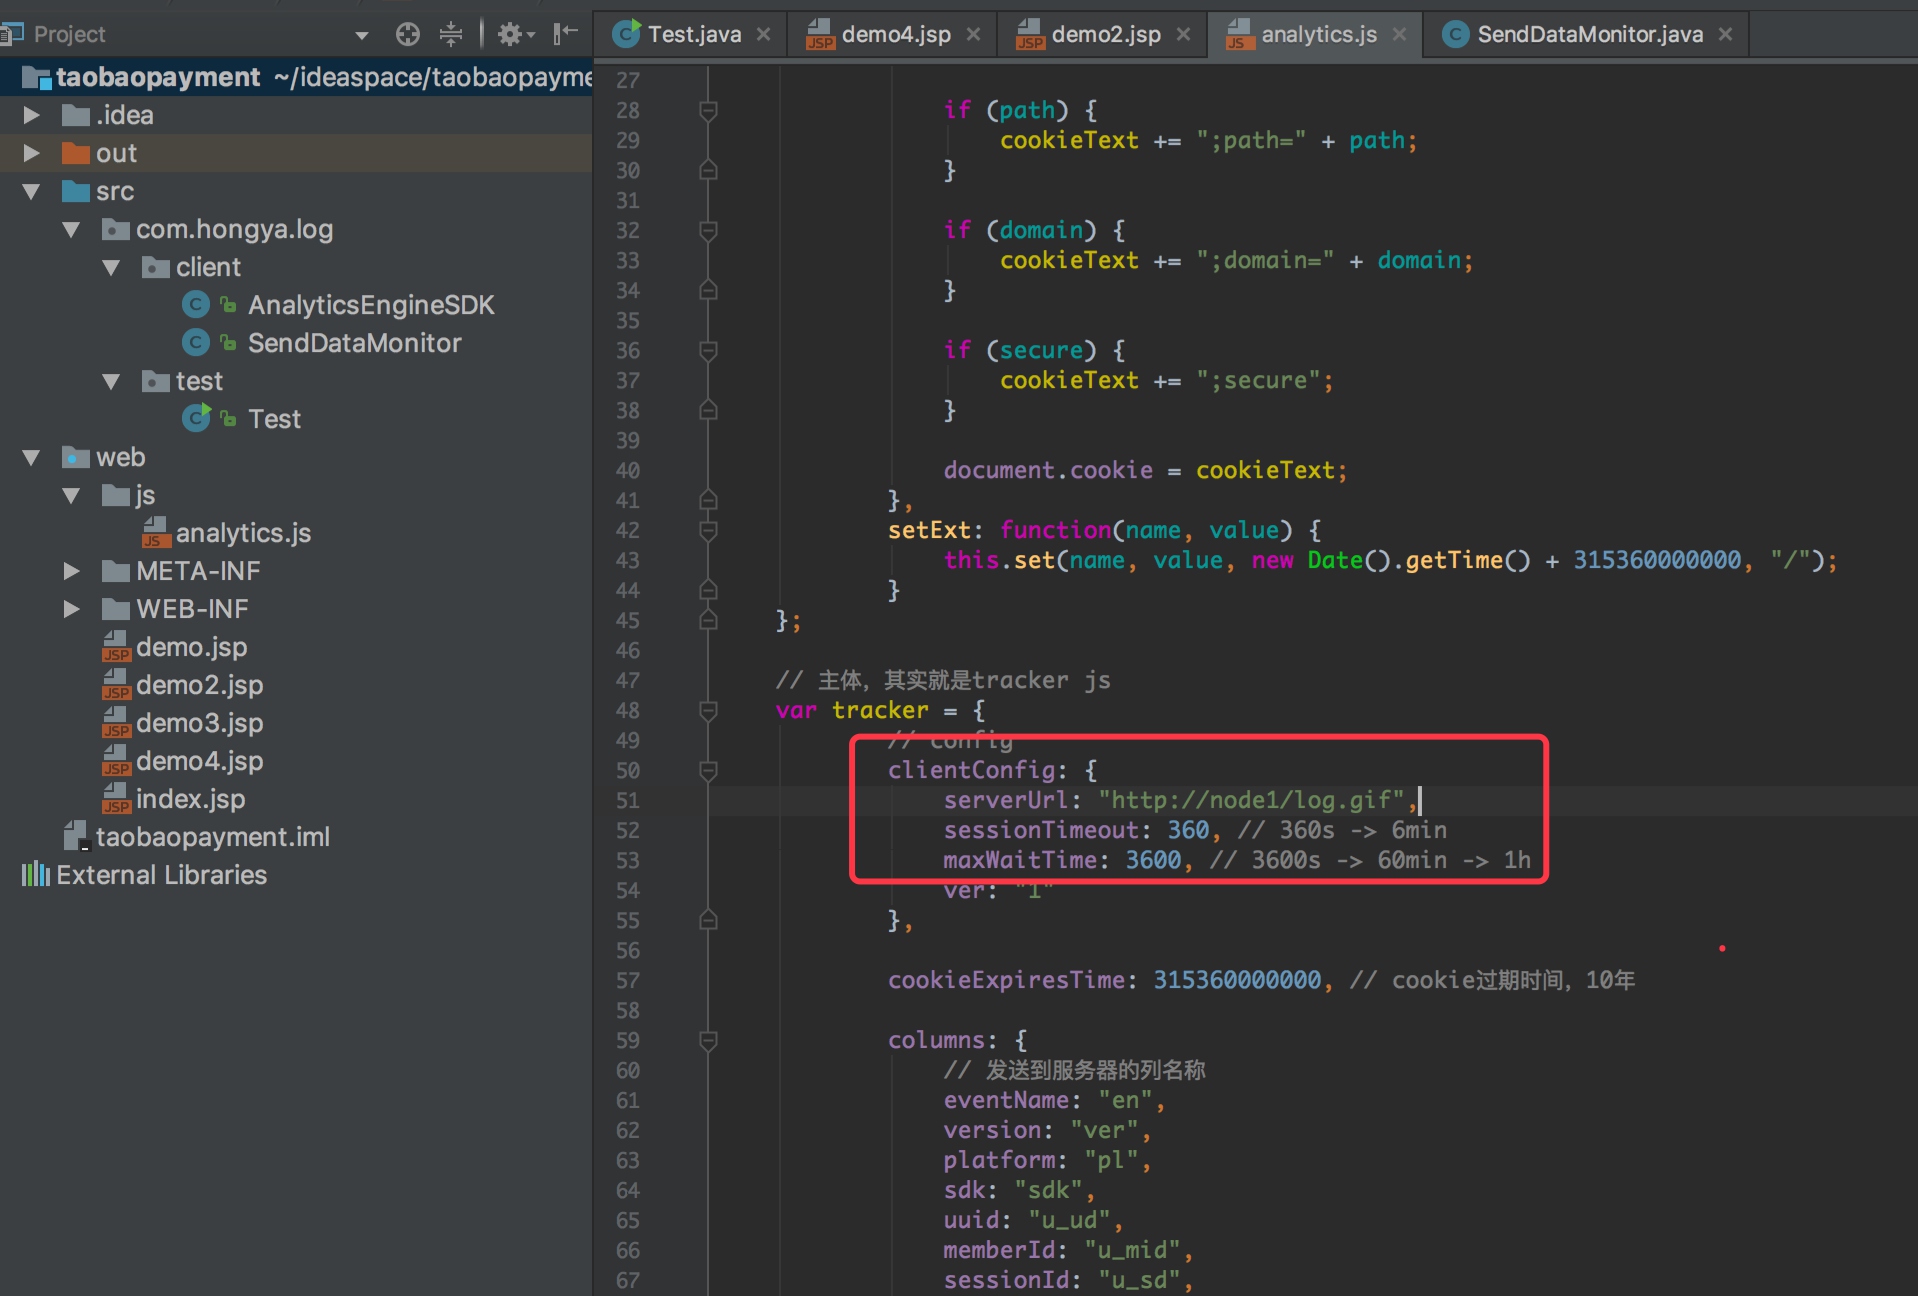 Project
taobaopayment ~/ideaspace/taobaopayme
.idea
out
src
com.hongya.log
client
C AnalyticsEngineSDK
C SendDataMonitor
test
C Test
web
js
JS analytics.js
META-INF
WEB-INF
JSP demo.jsp
JSP demo2.jsp
JSP demo3.jsp
JSP demo4.jsp
JSP index.jsp
taobaopayment.iml
External Libraries
C Test.java × JSP demo4.jsp × JSP demo2.jsp × JS analytics.js × C SendDataMonitor.java ×
27
28 if (path) {
29 cookieText += ";path=" + path;
30 }
31
32 if (domain) {
33 cookieText += ";domain=" + domain;
34 }
35
36 if (secure) {
37 cookieText += ";secure";
38 }
39
40 document.cookie = cookieText;
41 },
42 setExt: function(name, value) {
43 this.set(name, value, new Date().getTime() + 315360000000, "/");
44 }
45 };
46
47 // 主体，其实就是tracker js
48 var tracker = {
49 // config
50 clientConfig: {
51 serverUrl: "http://node1/log.gif",
52 sessionTimeout: 360, // 360s -> 6min
53 maxWaitTime: 3600, // 3600s -> 60min -> 1h
54 ver: "1"
55 },
56
57 cookieExpiresTime: 315360000000, // cookie过期时间，10年
58
59 columns: {
60 // 发送到服务器的列名称
61 eventName: "en",
62 version: "ver",
63 platform: "pl",
64 sdk: "sdk",
65 uuid: "u_ud",
66 memberId: "u_mid",
67 sessionId: "u_sd",